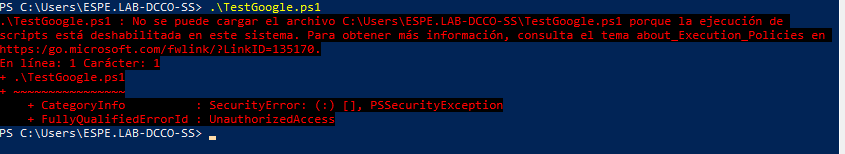 PS C:\Users\ESPE.LAB-DCCO-SS> .\TestGoogle.ps1
.\TestGoogle.ps1 : No se puede cargar el archivo C:\Users\ESPE.LAB-DCCO-SS\TestGoogle.ps1 porque la ejecución de
scripts está deshabilitada en este sistema. Para obtener más información, consulta el tema about_Execution_Policies en
https:/go.microsoft.com/fwlink/?LinkID=135170.
En línea: 1 Carácter: 1
+ .\TestGoogle.ps1
+ ~~~~~~~~~~~~~~~~
+ CategoryInfo : SecurityError: (:) [], PSSecurityException
+ FullyQualifiedErrorId : UnauthorizedAccess
PS C:\Users\ESPE.LAB-DCCO-SS> _